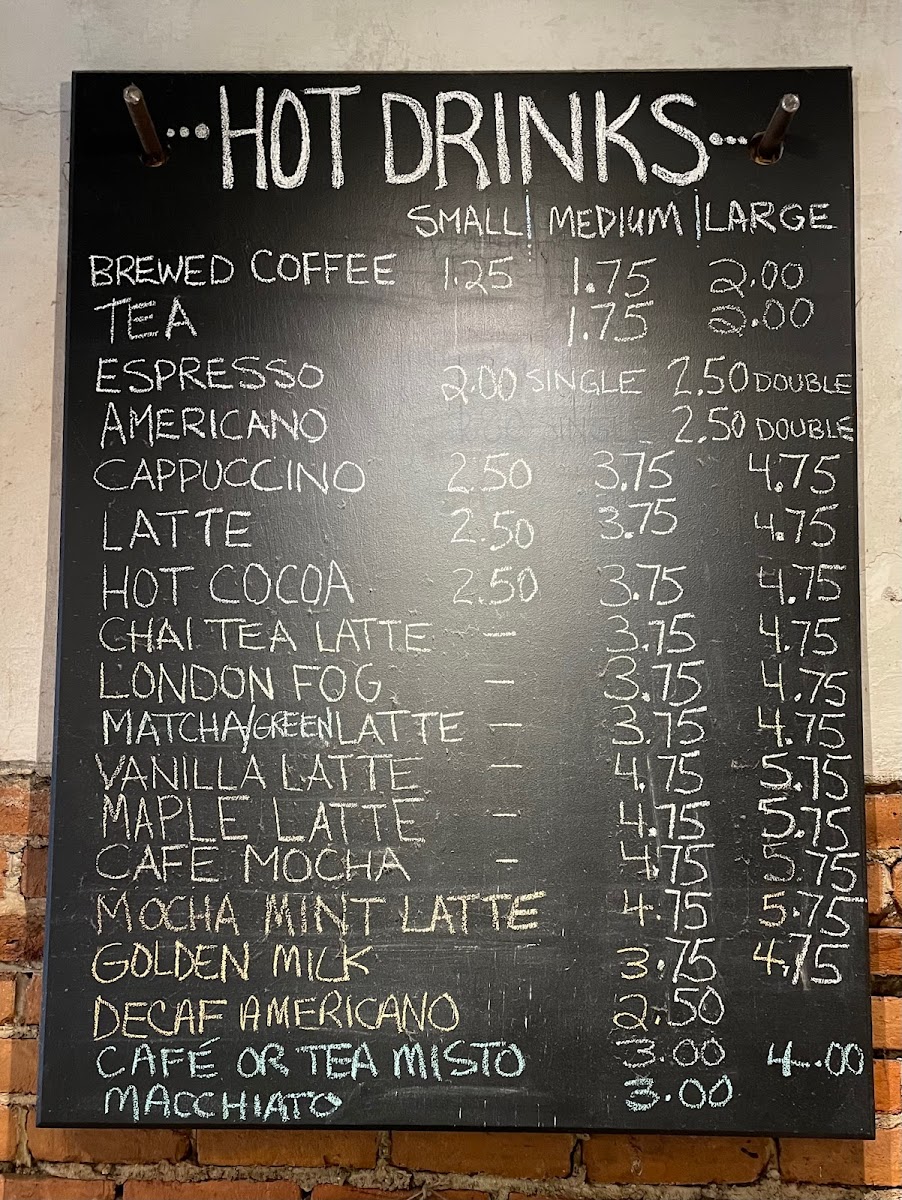 ...HOT DRINKS...
SMALL | MEDIUM | LARGE
BREWED COFFEE 1.25 1.75 2.00
TEA 1.75 2.00
ESPRESSO 2.00 SINGLE 2.50 DOUBLE
AMERICANO 2.50 DOUBLE
CAPPUCCINO 2.50 3.75 4.75
LATTE 2.50 3.75 4.75
HOT COCOA 2.50 3.75 4.75
CHAI TEA LATTE — 3.75 4.75
LONDON FOG — 3.75 4.75
MATCHA/GREEN LATTE — 3.75 4.75
VANILLA LATTE — 4.75 5.75
MAPLE LATTE — 4.75 5.75
CAFE MOCHA — 4.75 5.75
MOCHA MINT LATTE 4.75 5.75
GOLDEN MILK 3.75 4.75
DECAF AMERICANO 2.50
CAFÉ OR TEA MISTO 3.00 4.00
MACCHIATO 3.00